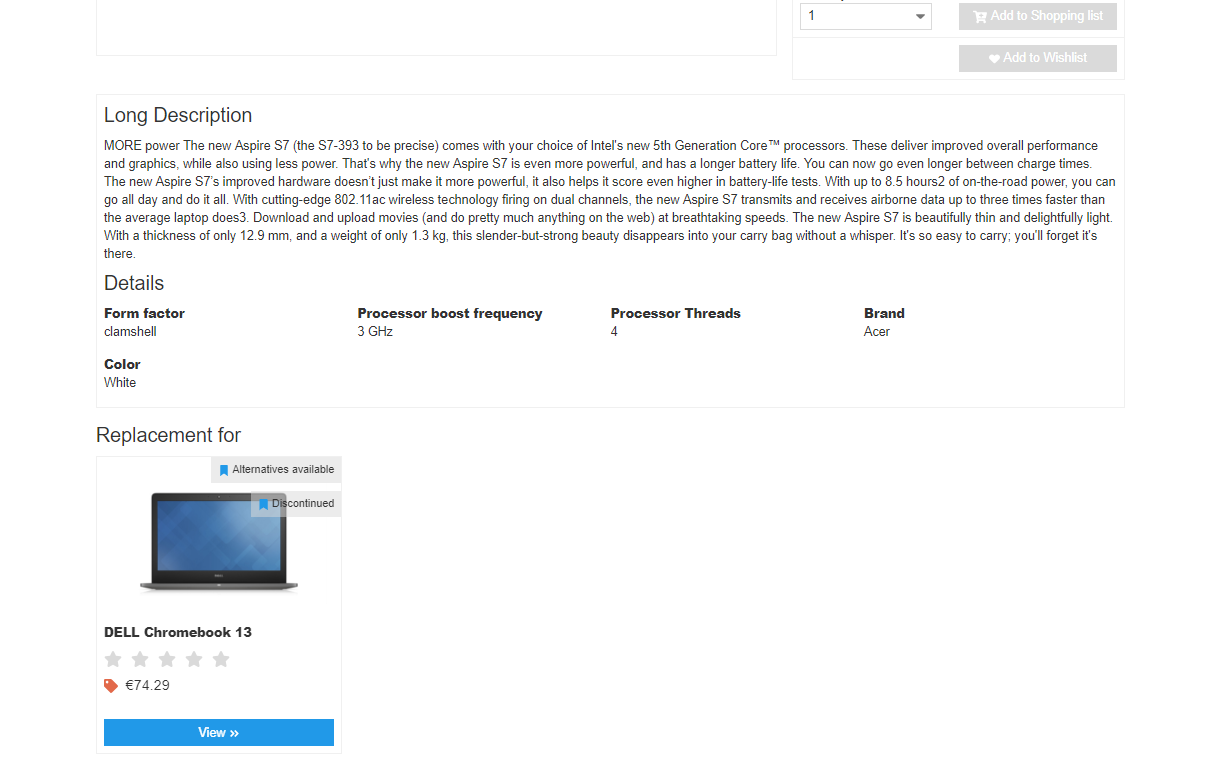 1
Add to Shopping list
Add to Wishlist
Long Description
MORE power The new Aspire S7 (the S7-393 to be precise) comes with your choice of Intel's new 5th Generation Core™ processors. These deliver improved overall performance
and graphics, while also using less power. That's why the new Aspire S7 is even more powerful, and has a longer battery life. You can now go even longer between charge times.
The new Aspire S7’s improved hardware doesn’t just make it more powerful, it also helps it score even higher in battery-life tests. With up to 8.5 hours2 of on-the-road power, you can
go all day and do it all. With cutting-edge 802.11ac wireless technology firing on dual channels, the new Aspire S7 transmits and receives airborne data up to three times faster than
the average laptop does3. Download and upload movies (and do pretty much anything on the web) at breathtaking speeds. The new Aspire S7 is beautifully thin and delightfully light.
With a thickness of only 12.9 mm, and a weight of only 1.3 kg, this slender-but-strong beauty disappears into your carry bag without a whisper. It's so easy to carry; you'll forget it's
there.
Details
Form factor Processor boost frequency Processor Threads Brand
clamshell 3 GHz 4 Acer
Color
White
Replacement for
Alternatives available
Discontinued
DELL Chromebook 13
€74.29
View »